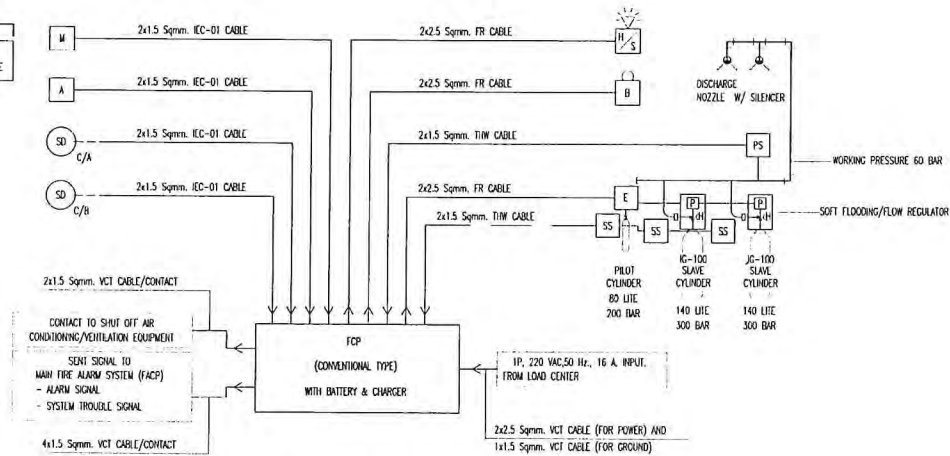 E
M
2x1.5 Sqmm. IEC-01 CABLE
A
2x1.5 Sqmm. IEC-01 CABLE
SD
C/A
2x1.5 Sqmm. IEC-01 CABLE
SD
C/B
2x1.5 Sqmm. IEC-01 CABLE
2x2.5 Sqmm. FR CABLE
H/S
2x2.5 Sqmm. FR CABLE
B
2x1.5 Sqmm. THW CABLE
PS
2x2.5 Sqmm. FR CABLE
E
2x1.5 Sqmm. THW CABLE
SS
SS
SS
P
P
DISCHARGE
NOZZLE W/ SILENCER
WORKING PRESSURE 60 BAR
SOFT FLOODING/FLOW REGULATOR
PILOT
CYLINDER
80 LITE
200 BAR
IG-100
SLAVE
CYLINDER
140 LITE
300 BAR
IG-100
SLAVE
CYLINDER
140 LITE
300 BAR
2x1.5 Sqmm. VCT CABLE/CONTACT
CONTACT TO SHUT OFF AIR
CONDITIONING/VENTILATION EQUIPMENT
SENT SIGNAL TO
MAIN FIRE ALARM SYSTEM (FACP)
- ALARM SIGNAL
- SYSTEM TROUBLE SIGNAL
4x1.5 Sqmm. VCT CABLE/CONTACT
FCP
(CONVENTIONAL TYPE)
WITH BATTERY & CHARGER
1P, 220 VAC,50 Hz., 16 A. INPUT.
FROM LOAD CENTER
2x2.5 Sqmm. VCT CABLE (FOR POWER) AND
1x1.5 Sqmm. VCT CABLE (FOR GROUND)